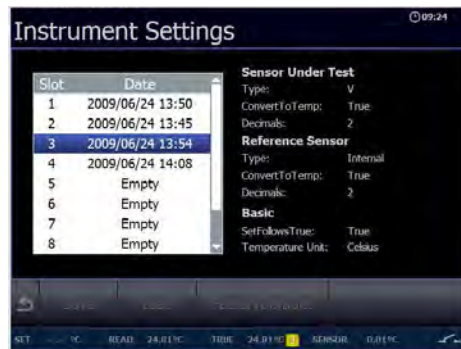 Instrument Settings
09:24
Slot Date
1 2009/06/24 13:50
2 2009/06/24 13:45
3 2009/06/24 13:54
4 2009/06/24 14:08
5 Empty
6 Empty
7 Empty
8 Empty
Sensor Under Test
Type: V
ConvertToTemp: True
Decimals: 2
Reference Sensor
Type: Internal
ConvertToTemp: True
Decimals: 2
Basic
SetFollowsTrue: True
Temperature Unit: Celsius
SET °C READ 24.01°C TRUE 24.01°C SENSOR 0.01°C